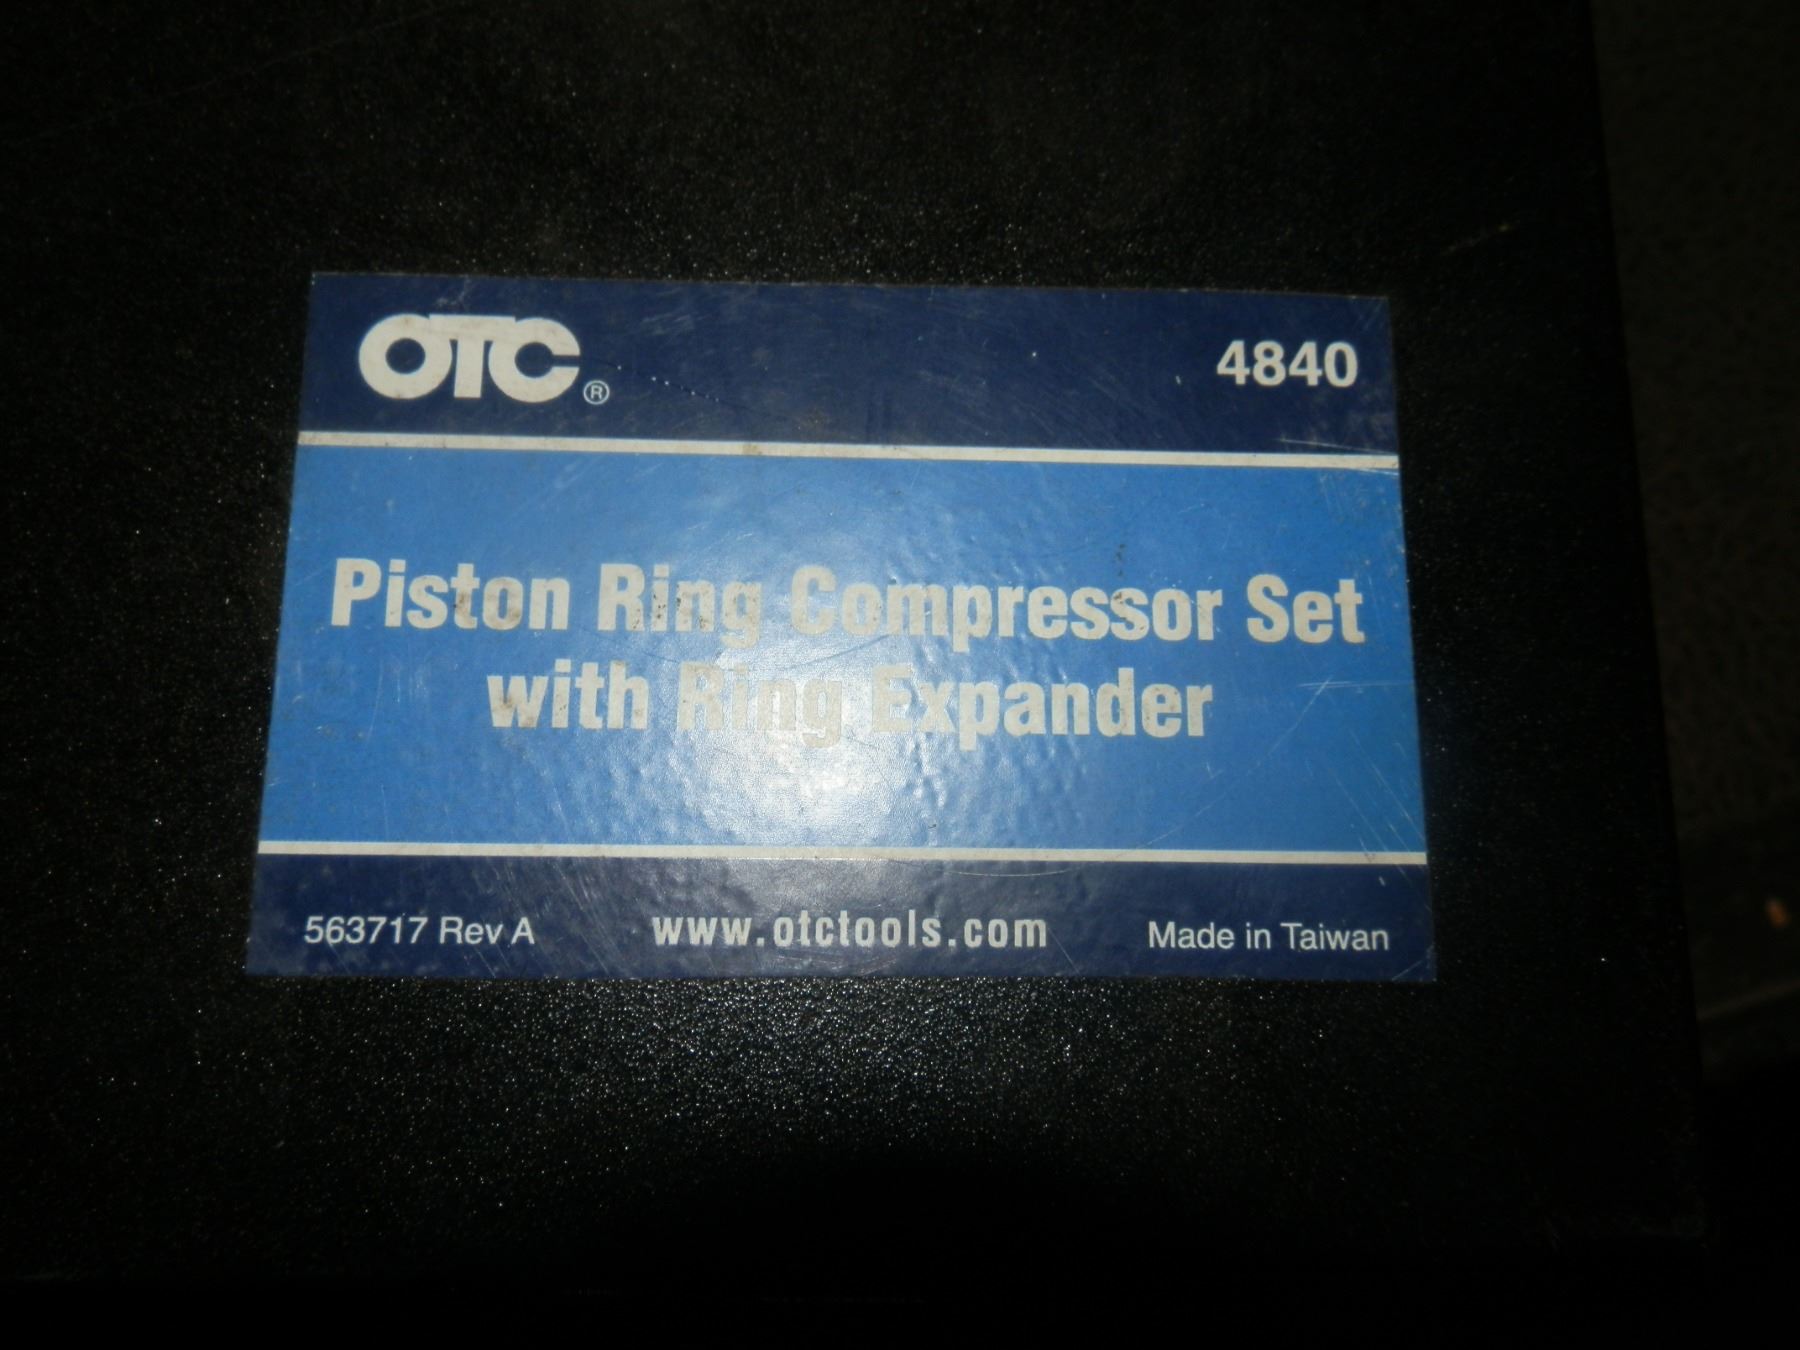 OTC®
4840
Piston Ring Compressor Set
with Ring Expander
563717 Rev A
www.otctools.com
Made in Taiwan